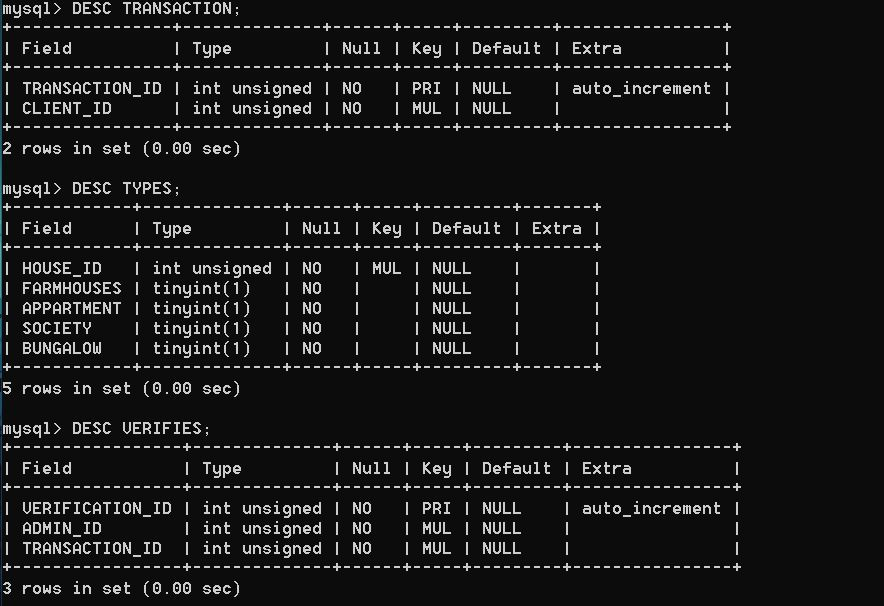 mysql> DESC TRANSACTION;
+----------------+--------------+------+-----+---------+----------------+
| Field          | Type         | Null | Key | Default | Extra          |
+----------------+--------------+------+-----+---------+----------------+
| TRANSACTION_ID | int unsigned | NO   | PRI | NULL    | auto_increment |
| CLIENT_ID      | int unsigned | NO   | MUL | NULL    |                |
+----------------+--------------+------+-----+---------+----------------+
2 rows in set (0.00 sec)

mysql> DESC TYPES;
+------------+--------------+------+-----+---------+-------+
| Field      | Type         | Null | Key | Default | Extra |
+------------+--------------+------+-----+---------+-------+
| HOUSE_ID   | int unsigned | NO   | MUL | NULL    |       |
| FARMHOUSES | tinyint(1)   | NO   |     | NULL    |       |
| APPARTMENT | tinyint(1)   | NO   |     | NULL    |       |
| SOCIETY    | tinyint(1)   | NO   |     | NULL    |       |
| BUNGALOW   | tinyint(1)   | NO   |     | NULL    |       |
+------------+--------------+------+-----+---------+-------+
5 rows in set (0.00 sec)

mysql> DESC VERIFIES;
+-----------------+--------------+------+-----+---------+----------------+
| Field           | Type         | Null | Key | Default | Extra          |
+-----------------+--------------+------+-----+---------+----------------+
| VERIFICATION_ID | int unsigned | NO   | PRI | NULL    | auto_increment |
| ADMIN_ID        | int unsigned | NO   | MUL | NULL    |                |
| TRANSACTION_ID  | int unsigned | NO   | MUL | NULL    |                |
+-----------------+--------------+------+-----+---------+----------------+
3 rows in set (0.00 sec)